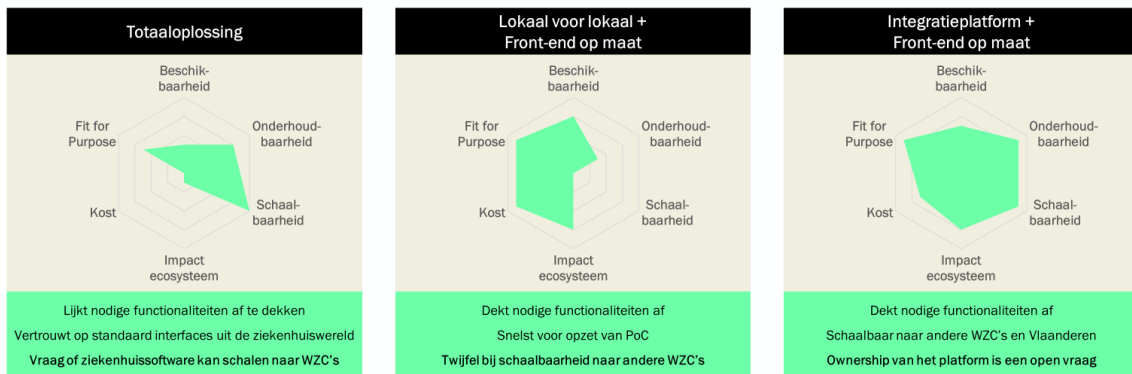 Totaaloplossing
Beschik-
baarheid
Fit for
Purpose
Onderhoud-
baarheid
Kost
Schaal-
baarheid
Impact
ecosysteem
Lijkt nodige functionaliteiten af te dekken
Vertrouwt op standaard interfaces uit de ziekenhuiswereld
Vraag of ziekenhuissoftware kan schalen naar WZC's
Lokaal voor lokaal +
Front-end op maat
Beschik-
baarheid
Fit for
Purpose
Onderhoud-
baarheid
Kost
Schaal-
baarheid
Impact
ecosysteem
Dekt nodige functionaliteiten af
Snelst voor opzet van PoC
Twijfel bij schaalbaarheid naar andere WZC's
Integratieplatform +
Front-end op maat
Beschik-
baarheid
Fit for
Purpose
Onderhoud-
baarheid
Kost
Schaal-
baarheid
Impact
ecosysteem
Dekt nodige functionaliteiten af
Schaalbaar naar andere WZC's en Vlaanderen
Ownership van het platform is een open vraag